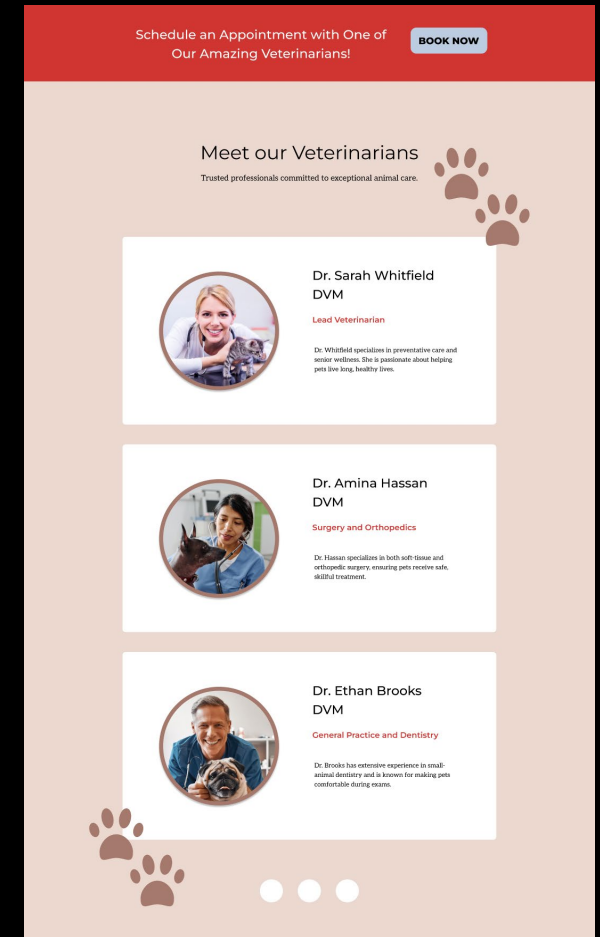 Schedule an Appointment with One of
Our Amazing Veterinarians!
BOOK NOW
Meet our Veterinarians
Trusted professionals committed to exceptional animal care.
Dr. Sarah Whitfield
DVM
Lead Veterinarian
Dr. Whitfield specializes in preventative care and
senior wellness. She is passionate about helping
pets live long, healthy lives.
Dr. Amina Hassan
DVM
Surgery and Orthopedics
Dr. Hassan specializes in both soft-tissue and
orthopedic surgery, ensuring pets receive safe,
skillful treatment.
Dr. Ethan Brooks
DVM
General Practice and Dentistry
Dr. Brooks has extensive experience in small-
animal dentistry and is known for making pets
comfortable during exams.